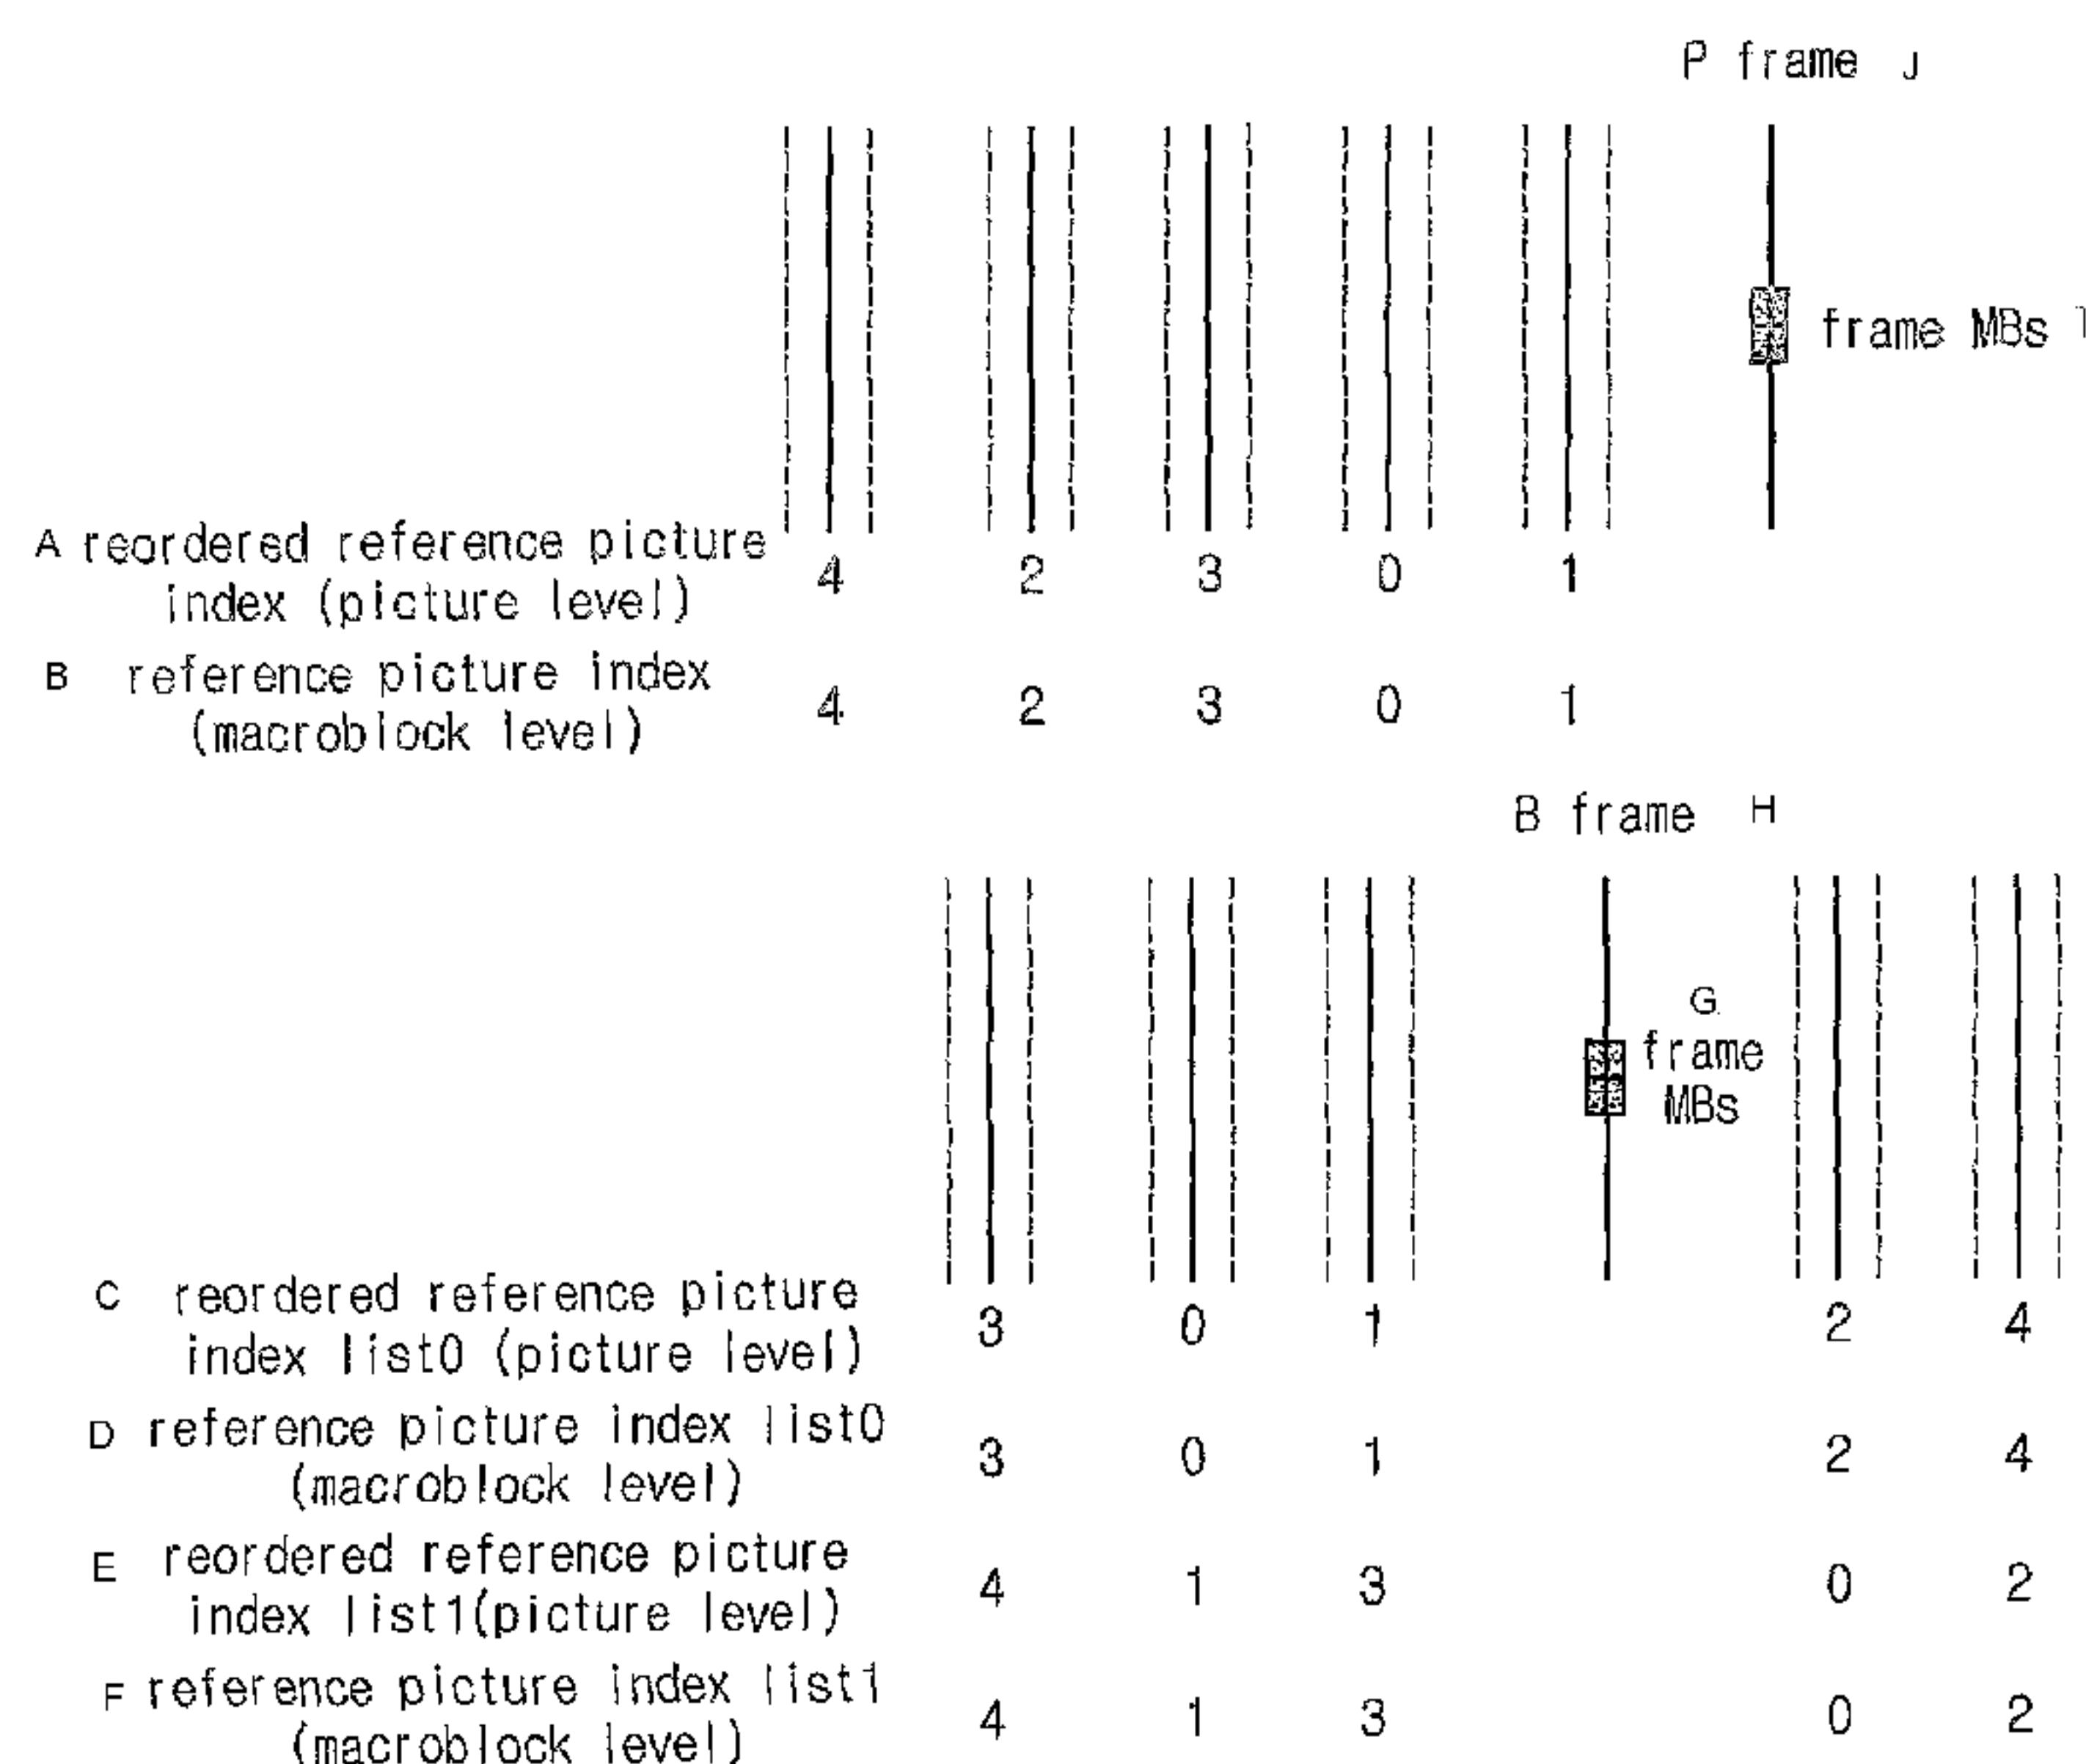 P frame J
frame MBs
A reordered reference picture
index (picture level)
4 2 3 0 1
B reference picture index
(macroblock level)
4 2 3 0 1
B frame H
G
frame
MBs
C reordered reference picture
index list0 (picture level)
3 0 1 2 4
D reference picture index list0
(macroblock level)
3 0 1 2 4
E reordered reference picture
index list1(picture level)
4 1 3 0 2
F reference picture index list1
(macroblock level)
4 1 3 0 2